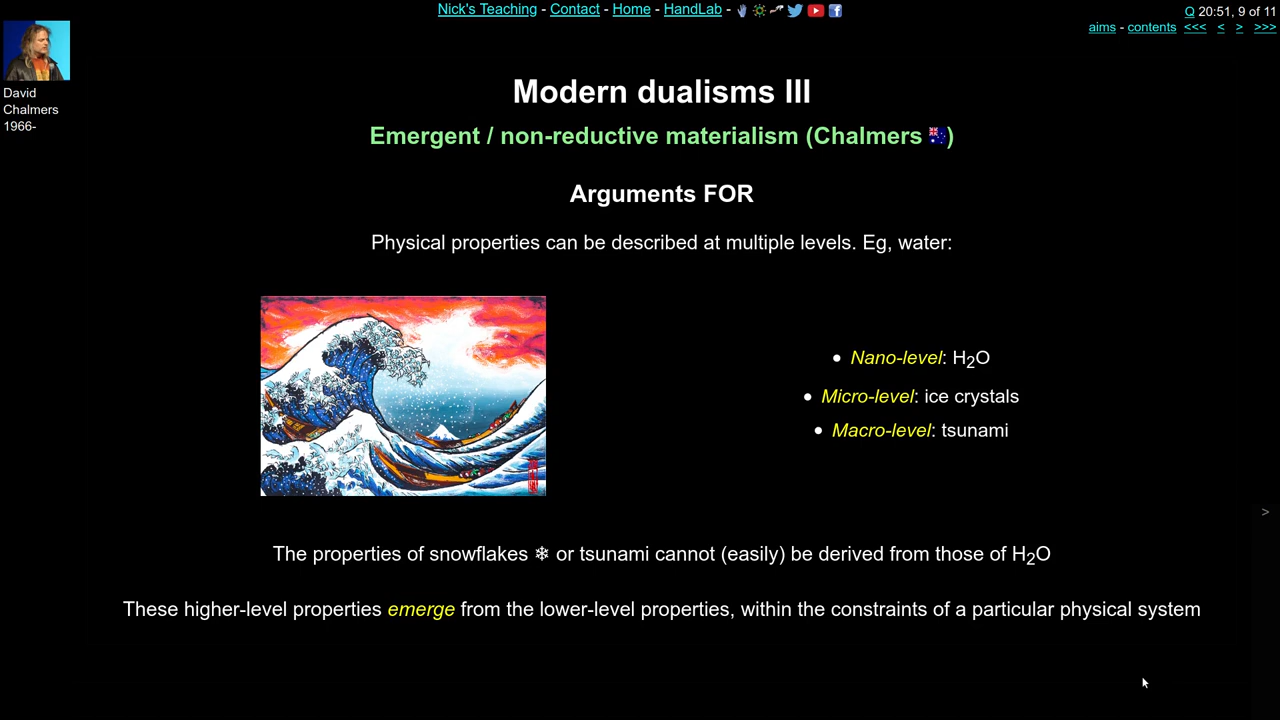 Nick's Teaching - Contact - Home - HandLab -
Q 20:51, 9 of 11
aims - contents <<< < > >>>
David
Chalmers
1966-
Modern dualisms III
Emergent / non-reductive materialism (Chalmers 🇦🇺)
Arguments FOR
Physical properties can be described at multiple levels. Eg, water:
• Nano-level: H₂O
• Micro-level: ice crystals
• Macro-level: tsunami
>
The properties of snowflakes ❄ or tsunami cannot (easily) be derived from those of H₂O
These higher-level properties emerge from the lower-level properties, within the constraints of a particular physical system